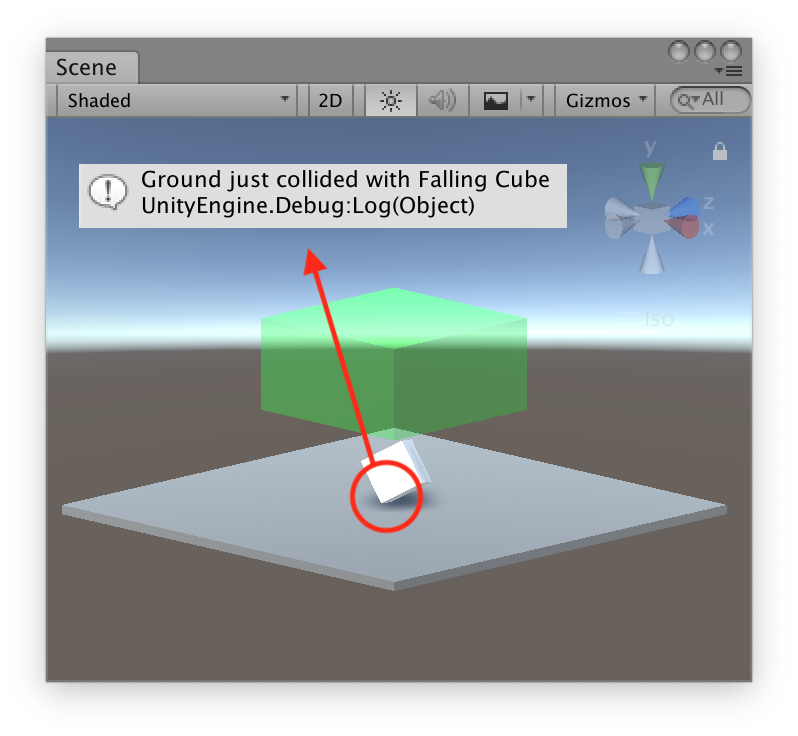 Scene
Shaded
2D
Gizmos
All
y
Ground just collided with Falling Cube
UnityEngine.Debug:Log(Object)
z
x
Iso